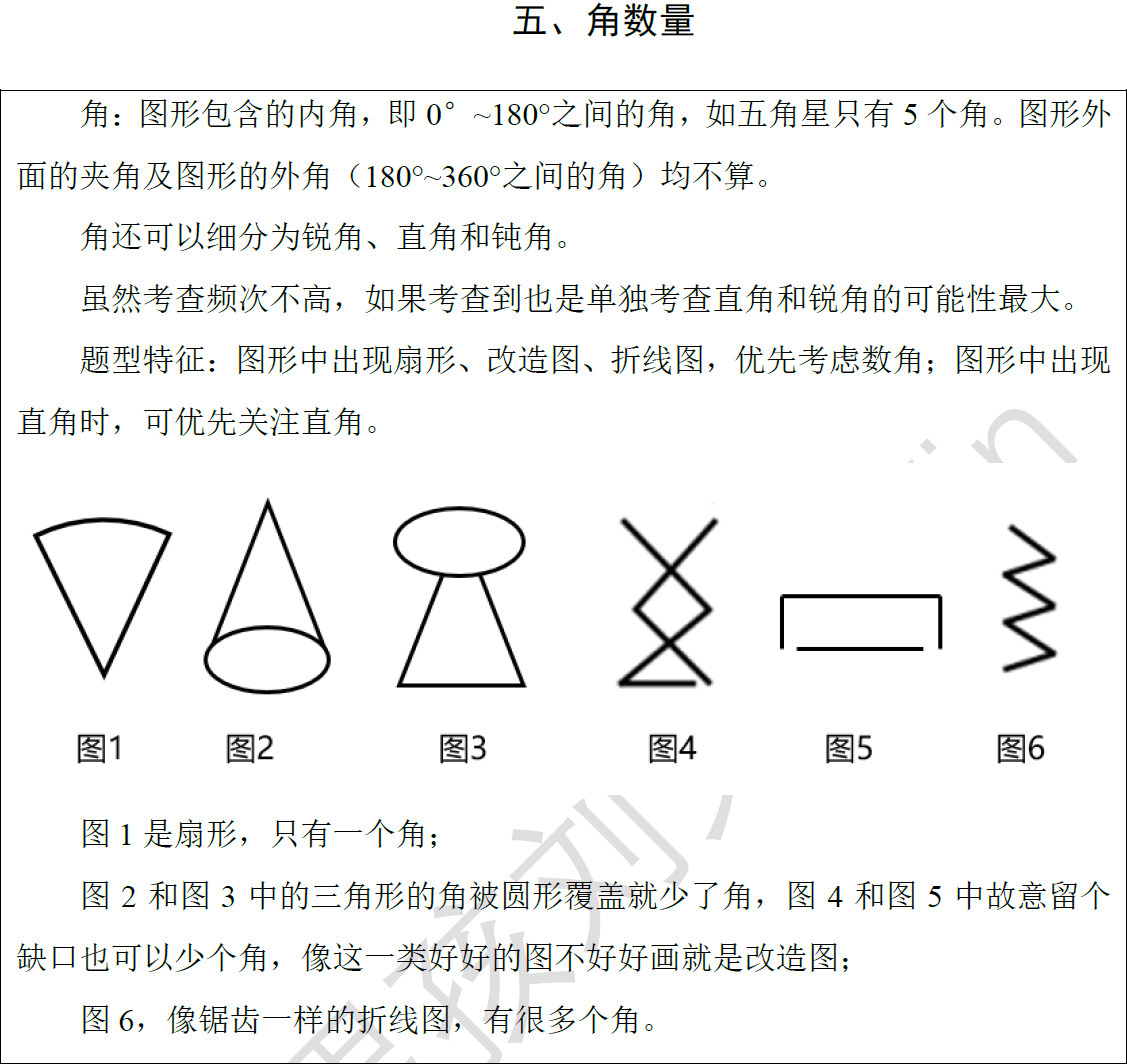 五、角数量
角：图形包含的内角，即 0°~180°之间的角，如五角星只有 5 个角。图形外
面的夹角及图形的外角（180°~360°之间的角）均不算。
角还可以细分为锐角、直角和钝角。
虽然考查频次不高，如果考查到也是单独考查直角和锐角的可能性最大。
题型特征：图形中出现扇形、改造图、折线图，优先考虑数角；图形中出现
直角时，可优先关注直角。
图1 图2 图3 图4 图5 图6
图 1 是扇形，只有一个角；
图 2 和图 3 中的三角形的角被圆形覆盖就少了角，图 4 和图 5 中故意留个
缺口也可以少个角，像这一类好好的图不好好画就是改造图；
图 6，像锯齿一样的折线图，有很多个角。